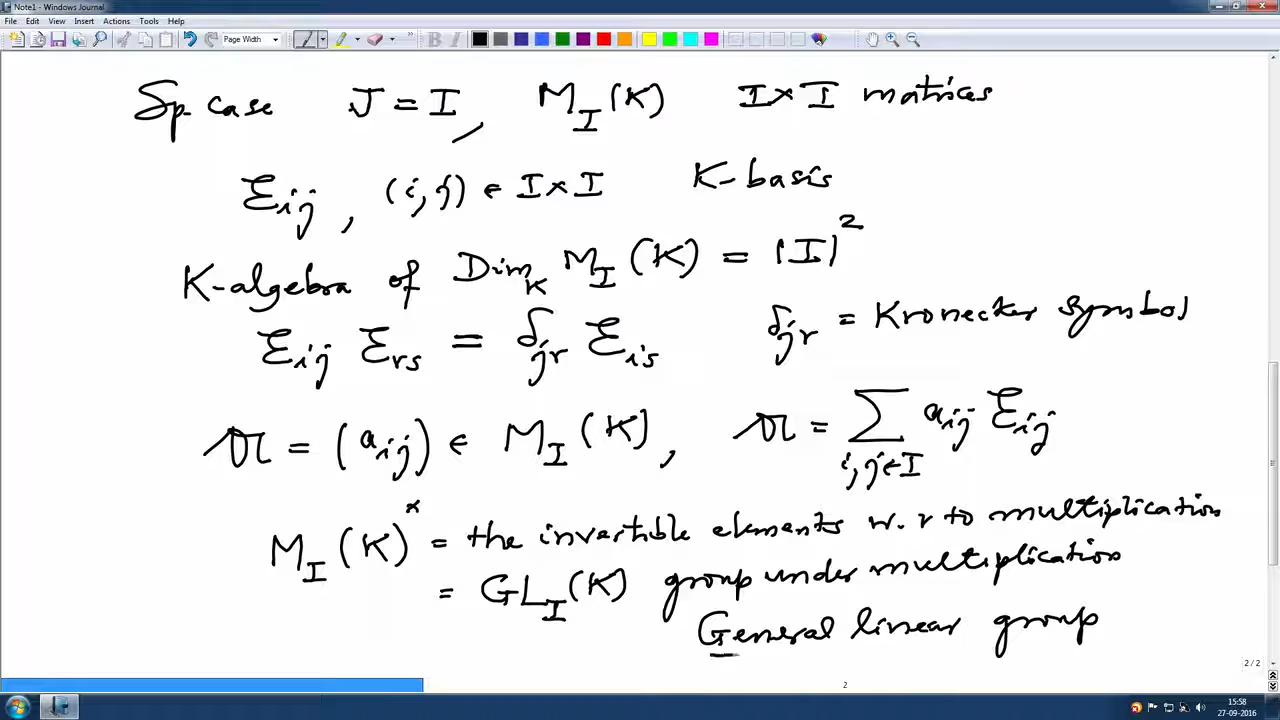 Note1 - Windows Journal
File Edit View Insert Actions Tools Help
Page Width
Sp. case J = I, M_I(K) I×I matrices
ℰ_ij, (i,j) ∈ I×I K-basis
K-algebra of Dim_K M_I(K) = |I|²
ℰ_ij ℰ_rs = δ_jr ℰ_is δ_jr = Kronecker symbol
𝔄 = (a_ij) ∈ M_I(K), 𝔄 = ∑_{i,j∈I} a_ij ℰ_ij
M_I(K)^× = the invertible elements w.r to multiplication
= GL_I(K) group under multiplication
General linear group
2/2
2
15:58
27-09-2016